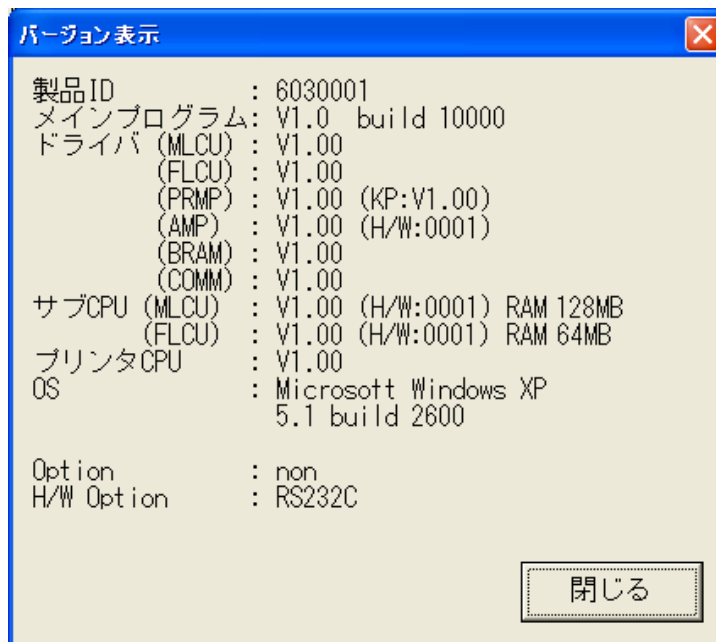 バージョン表示
製品ID : 6030001
メインプログラム: V1.0 build 10000
ドライバ (MLCU) : V1.00
(FLCU) : V1.00
(PRMP) : V1.00 (KP:V1.00)
(AMP) : V1.00 (H/W:0001)
(BRAM) : V1.00
(COMM) : V1.00
サブCPU (MLCU) : V1.00 (H/W:0001) RAM 128MB
(FLCU) : V1.00 (H/W:0001) RAM 64MB
プリンタCPU : V1.00
OS : Microsoft Windows XP
5.1 build 2600
Option : non
H/W Option : RS232C
閉じる